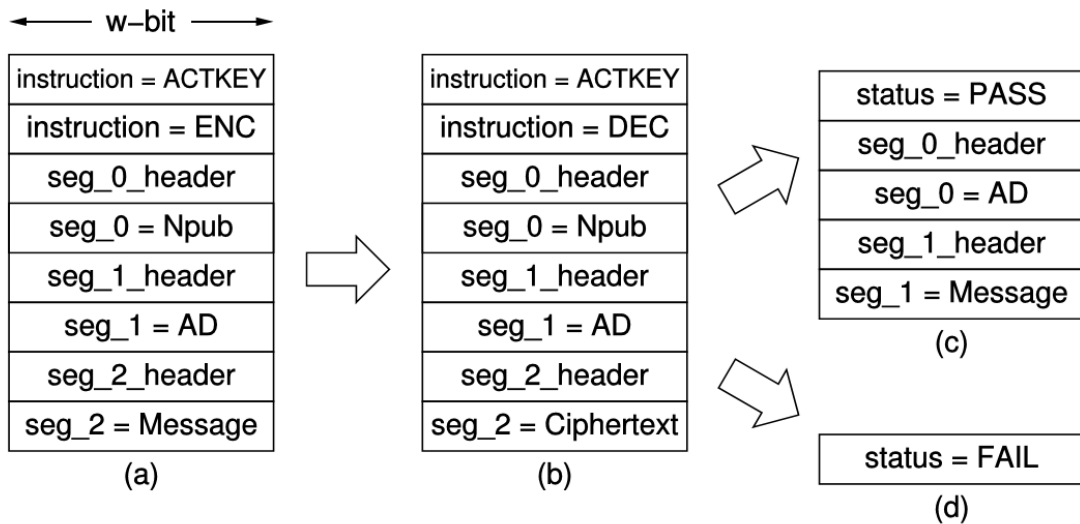 w-bit
instruction = ACTKEY
instruction = ENC
seg_0_header
seg_0 = Npub
seg_1_header
seg_1 = AD
seg_2_header
seg_2 = Message
(a)
instruction = ACTKEY
instruction = DEC
seg_0_header
seg_0 = Npub
seg_1_header
seg_1 = AD
seg_2_header
seg_2 = Ciphertext
(b)
status = PASS
seg_0_header
seg_0 = AD
seg_1_header
seg_1 = Message
(c)
status = FAIL
(d)